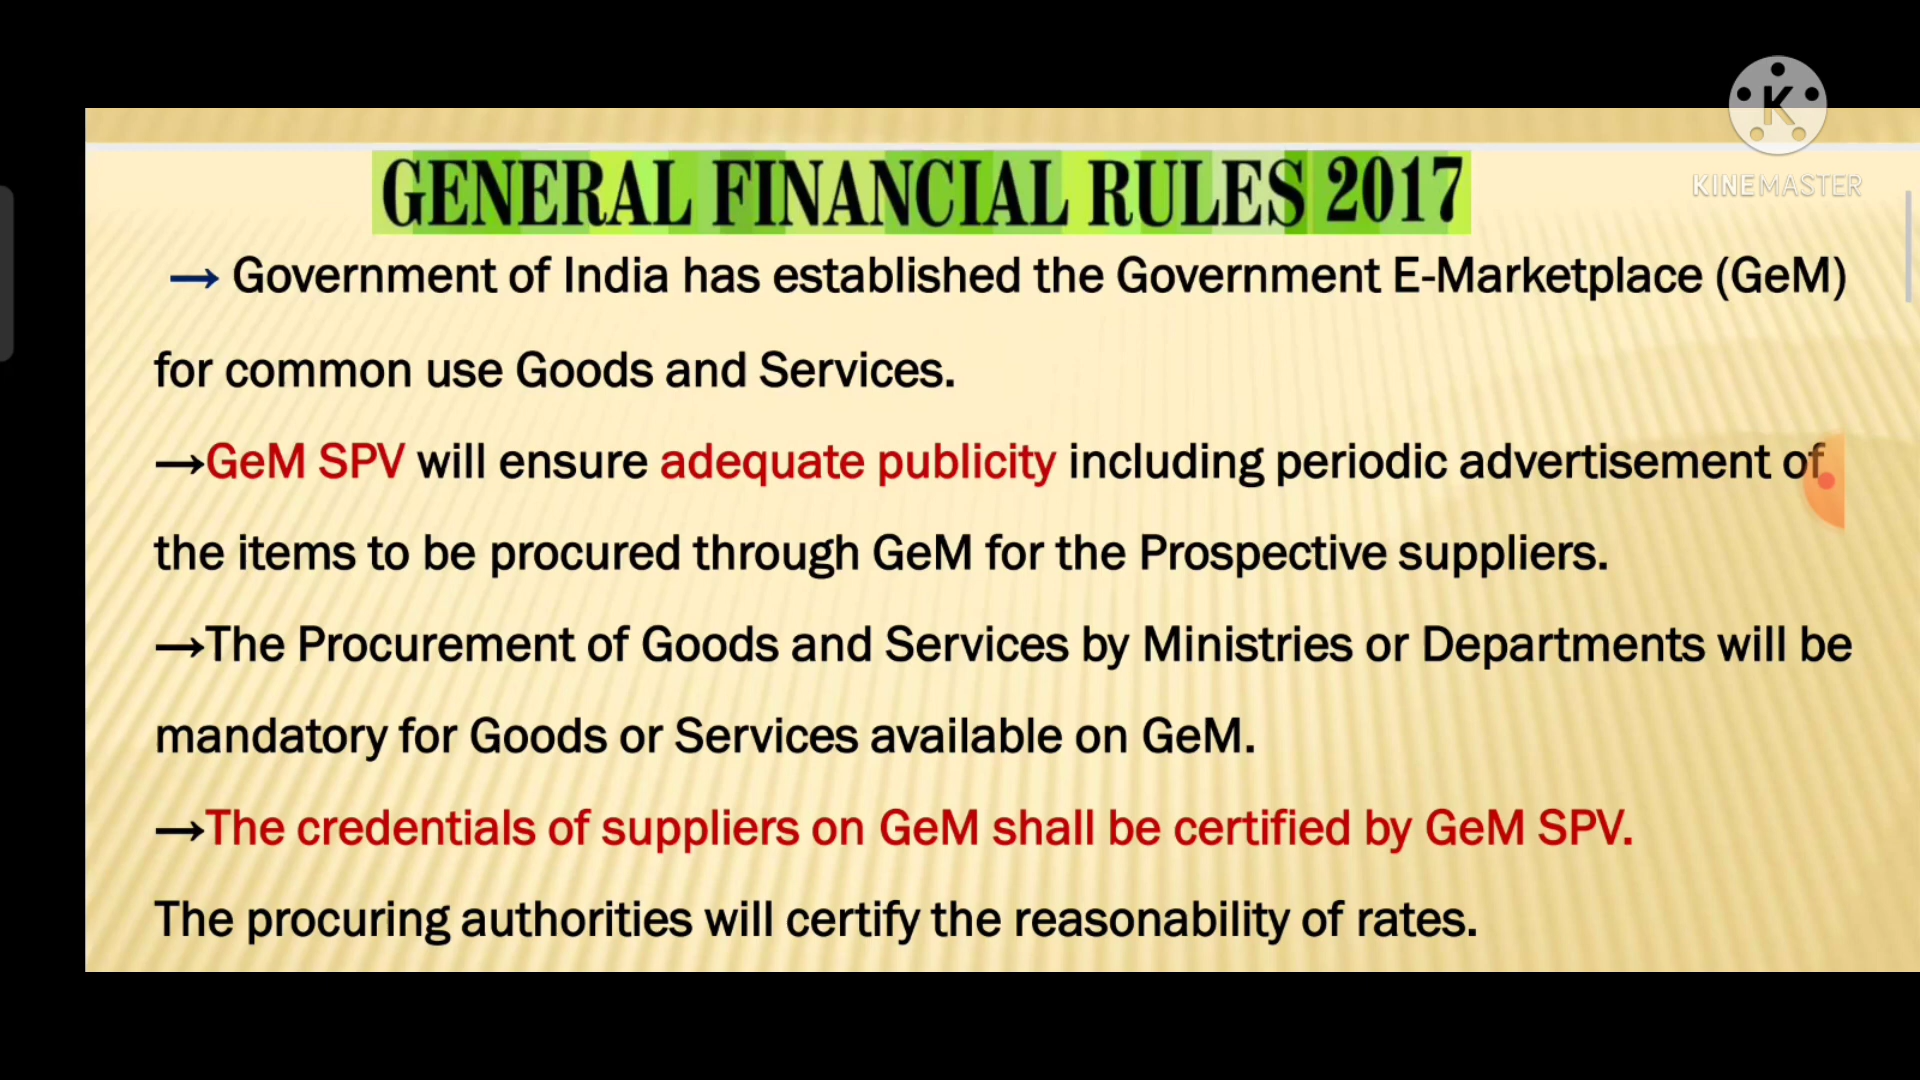 K
KINEMASTER
GENERAL FINANCIAL RULES 2017
→ Government of India has established the Government E-Marketplace (GeM)
for common use Goods and Services.
→GeM SPV will ensure adequate publicity including periodic advertisement of
the items to be procured through GeM for the Prospective suppliers.
→The Procurement of Goods and Services by Ministries or Departments will be
mandatory for Goods or Services available on GeM.
→The credentials of suppliers on GeM shall be certified by GeM SPV.
The procuring authorities will certify the reasonability of rates.